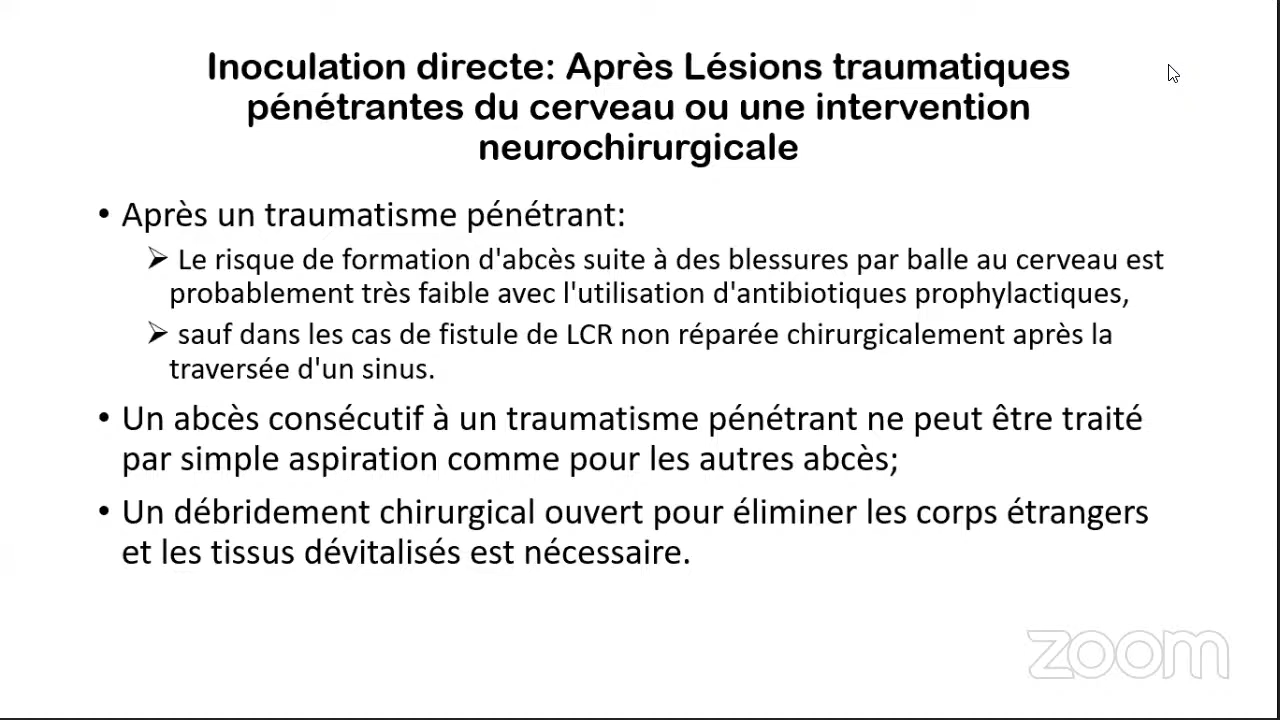 Inoculation directe: Après Lésions traumatiques
pénétrantes du cerveau ou une intervention
neurochirurgicale
• Après un traumatisme pénétrant:
➢ Le risque de formation d'abcès suite à des blessures par balle au cerveau est
probablement très faible avec l'utilisation d'antibiotiques prophylactiques,
➢ sauf dans les cas de fistule de LCR non réparée chirurgicalement après la
traversée d'un sinus.
• Un abcès consécutif à un traumatisme pénétrant ne peut être traité
par simple aspiration comme pour les autres abcès;
• Un débridement chirurgical ouvert pour éliminer les corps étrangers
et les tissus dévitalisés est nécessaire.
zoom